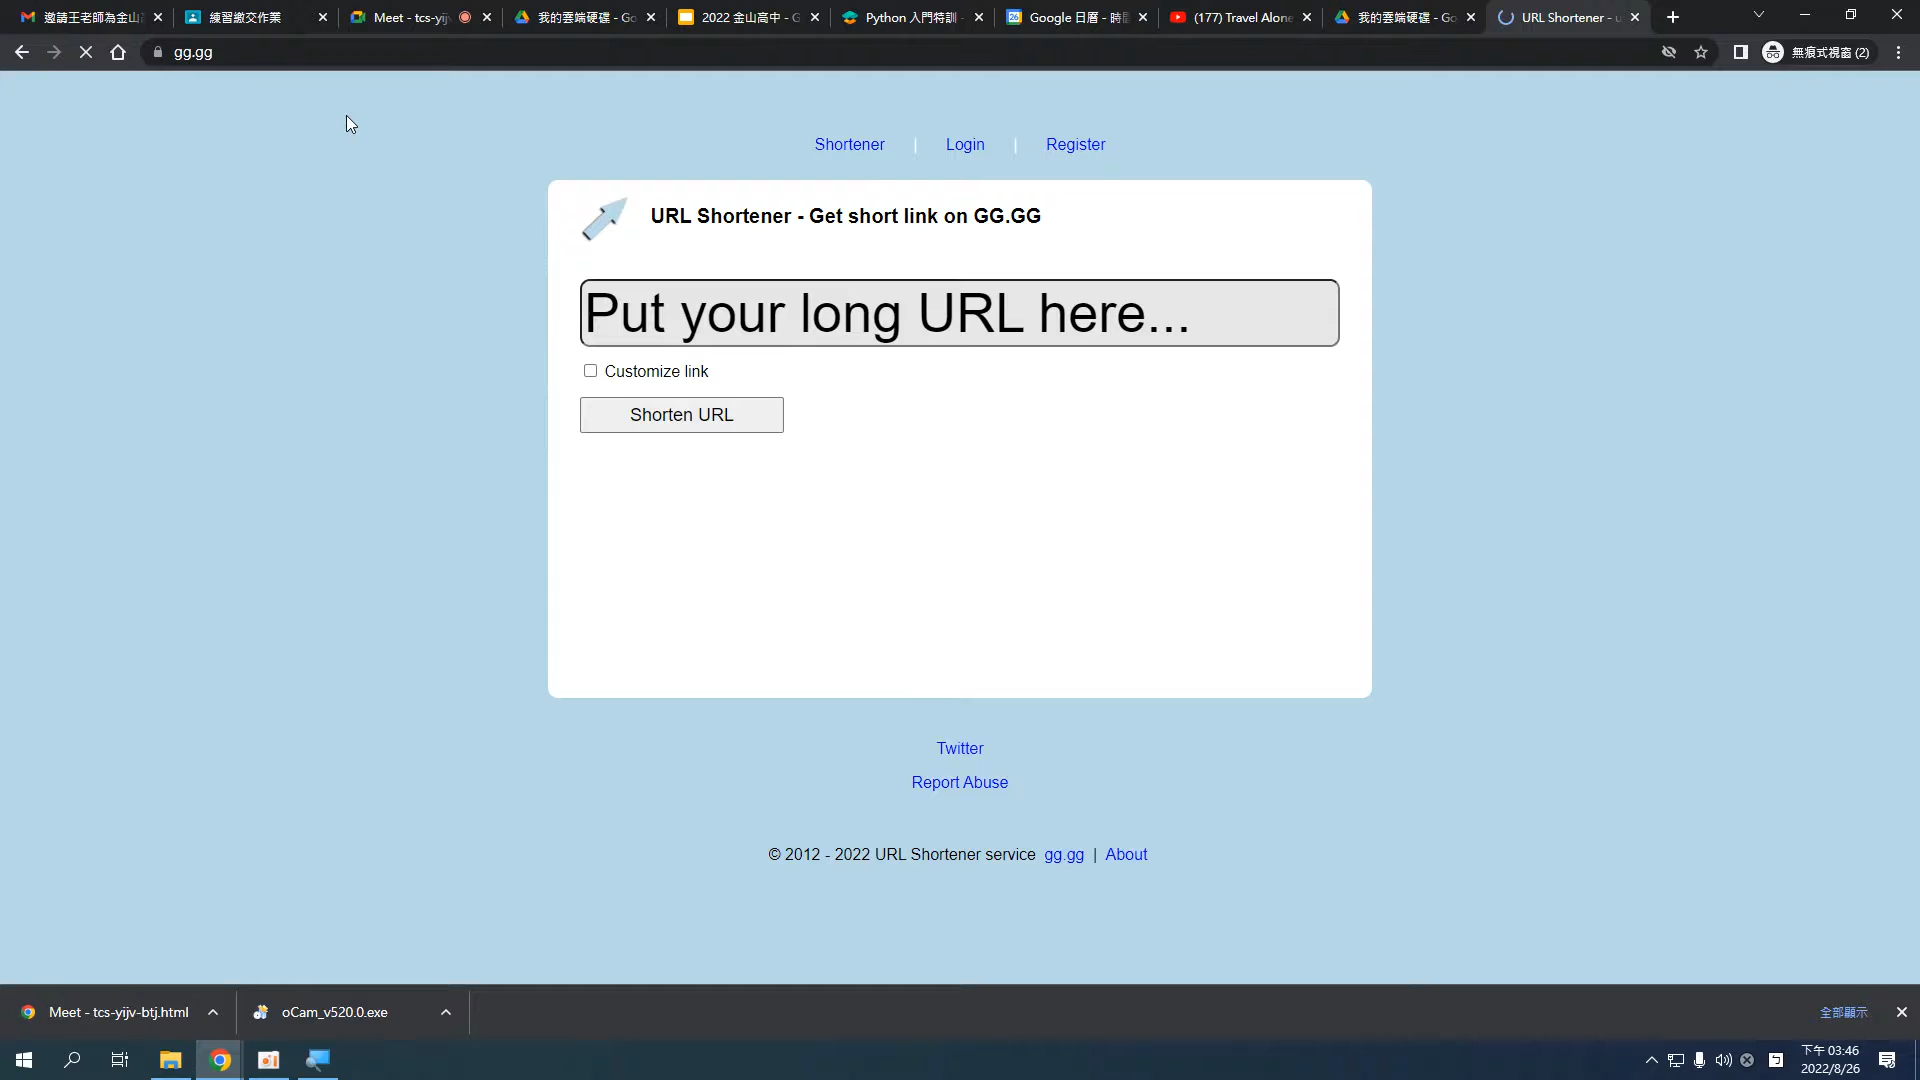 邀請王老師為金山
練習繳交作業
Meet - tcs-yij
我的雲端硬碟 - Go
2022 金山高中 - G
Python 入門特訓
Google 日曆 - 時
(177) Travel Alone
我的雲端硬碟 - Go
URL Shortener - u
gg.gg
無痕式視窗 (2)
Shortener | Login | Register
URL Shortener - Get short link on GG.GG
Put your long URL here...
Customize link
Shorten URL
Twitter
Report Abuse
© 2012 - 2022 URL Shortener service gg.gg | About
Meet - tcs-yijv-btj.html
oCam_v520.0.exe
全部顯示
下午 03:46
2022/8/26